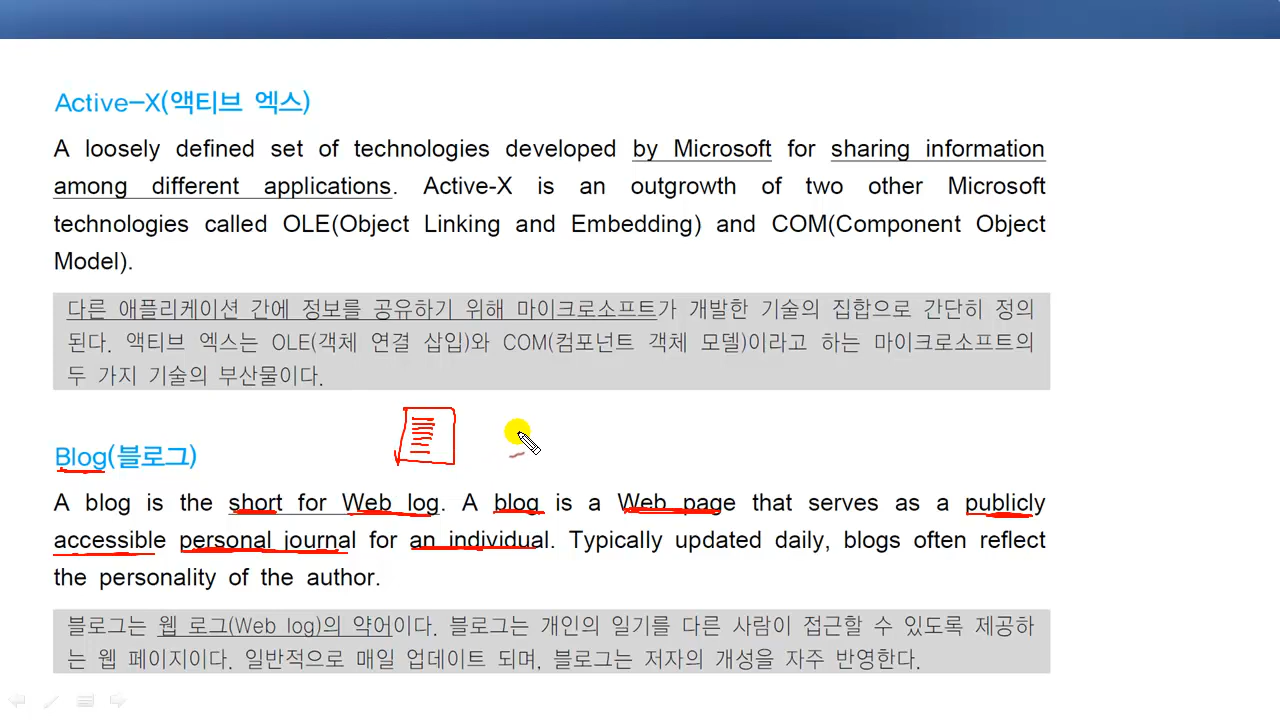 Active-X(액티브 엑스)
A loosely defined set of technologies developed by Microsoft for sharing information
among different applications. Active-X is an outgrowth of two other Microsoft
technologies called OLE(Object Linking and Embedding) and COM(Component Object
Model).
다른 애플리케이션 간에 정보를 공유하기 위해 마이크로소프트가 개발한 기술의 집합으로 간단히 정의
된다. 액티브 엑스는 OLE(객체 연결 삽입)와 COM(컴포넌트 객체 모델)이라고 하는 마이크로소프트의
두 가지 기술의 부산물이다.
Blog(블로그)
A blog is the short for Web log. A blog is a Web page that serves as a publicly
accessible personal journal for an individual. Typically updated daily, blogs often reflect
the personality of the author.
블로그는 웹 로그(Web log)의 약어이다. 블로그는 개인의 일기를 다른 사람이 접근할 수 있도록 제공하
는 웹 페이지이다. 일반적으로 매일 업데이트 되며, 블로그는 저자의 개성을 자주 반영한다.